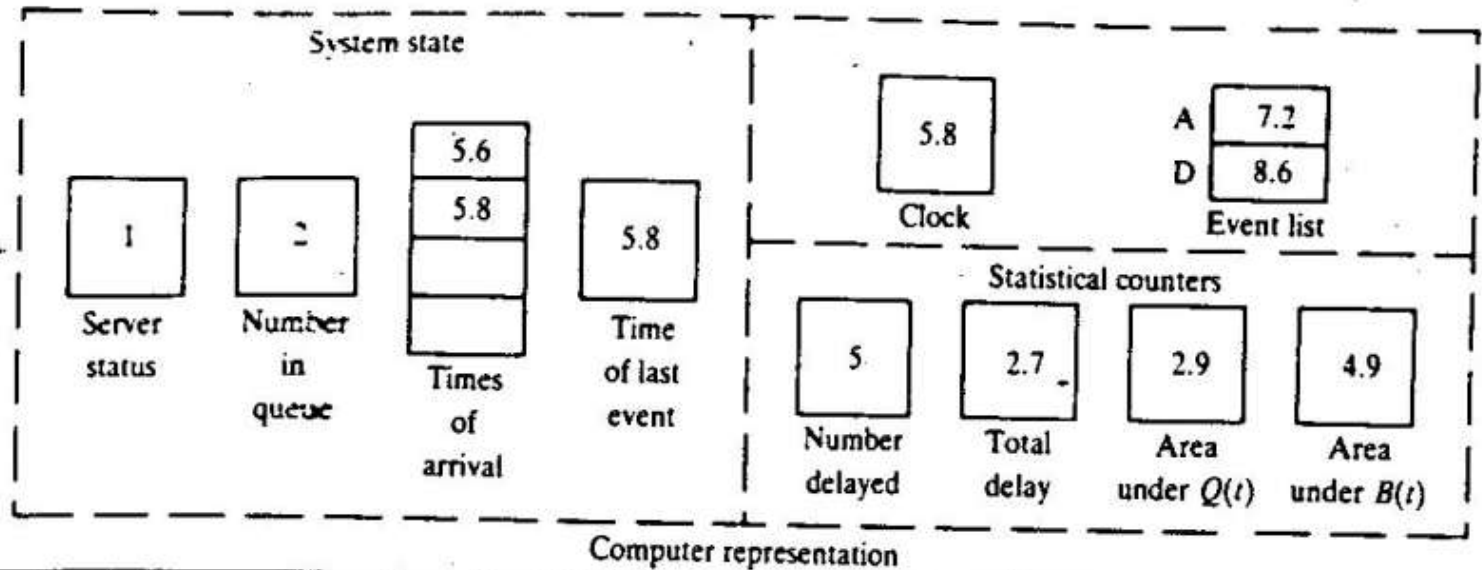 System state
1
Server
status
2
Number
in
queue
5.6
5.8
Times
of
arrival
5.8
Time
of last
event
5.8
Clock
A 7.2
D 8.6
Event list
Statistical counters
5
Number
delayed
2.7
Total
delay
2.9
Area
under Q(t)
4.9
Area
under B(t)
Computer representation